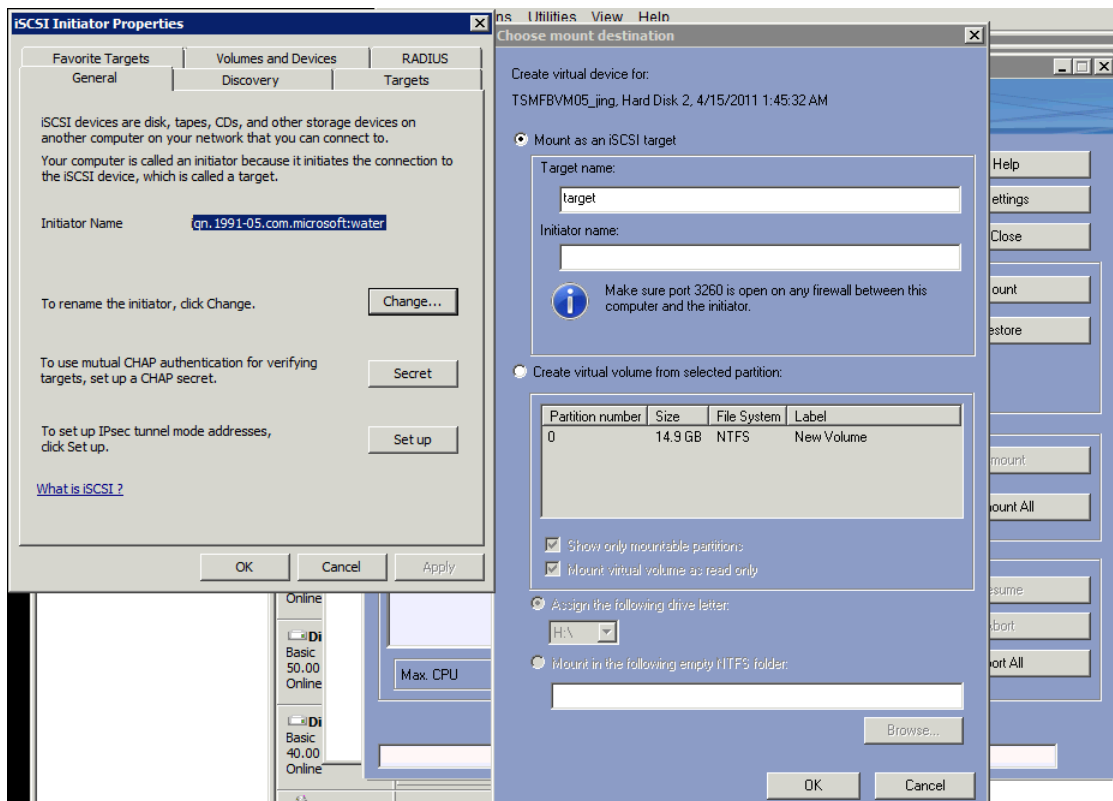 ns Utilities View Help
iSCSI Initiator Properties
Favorite Targets Volumes and Devices RADIUS
General Discovery Targets
iSCSI devices are disk, tapes, CDs, and other storage devices on
another computer on your network that you can connect to.
Your computer is called an initiator because it initiates the connection to
the iSCSI device, which is called a target.
Initiator Name qn.1991-05.com.microsoft:water
To rename the initiator, click Change. Change...
To use mutual CHAP authentication for verifying
targets, set up a CHAP secret. Secret
To set up IPsec tunnel mode addresses,
click Set up. Set up
What is iSCSI ?
OK Cancel Apply
Choose mount destination
Create virtual device for:
TSMFBVM05_jing, Hard Disk 2, 4/15/2011 1:45:32 AM
Mount as an iSCSI target
Target name:
target
Initiator name:
Make sure port 3260 is open on any firewall between this
computer and the initiator.
Create virtual volume from selected partition:
Partition number Size File System Label
0 14.9 GB NTFS New Volume
Show only mountable partitions
Mount virtual volume as read only
Assign the following drive letter:
H:\
Mount in the following empty NTFS folder:
Browse...
OK Cancel
Help
ettings
Close
ount
estore
mount
ount All
esume
bort
ort All
Online
Di
Basic
50.00
Online
Di
Basic
40.00
Online
Max. CPU